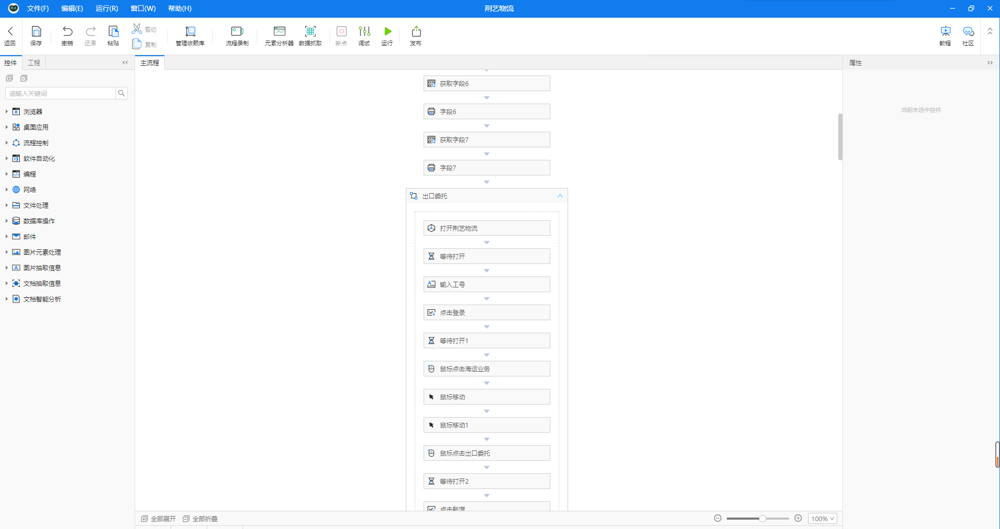 文件(F) 编辑(E) 运行(R) 窗口(W) 帮助(H)
荆艺物流
返回
保存
撤销
还原
粘贴
剪切
复制
管理依赖库
流程录制
元素分析器
数据抓取
断点
调试
运行
发布
教程
社区
控件
工程
主流程
属性
请输入关键词
浏览器
桌面应用
流程控制
软件自动化
编程
网络
文件处理
数据库操作
邮件
图片元素处理
图片抽取信息
文档抽取信息
文档智能分析
获取字段6
字段6
获取字段7
字段7
出口委托
打开荆艺物流
等待打开
输入工号
点击登录
等待打开1
鼠标点击海运业务
鼠标移动
鼠标移动1
鼠标点击出口委托
等待打开2
点击新增
当前未选中控件
全部展开
全部折叠
100%